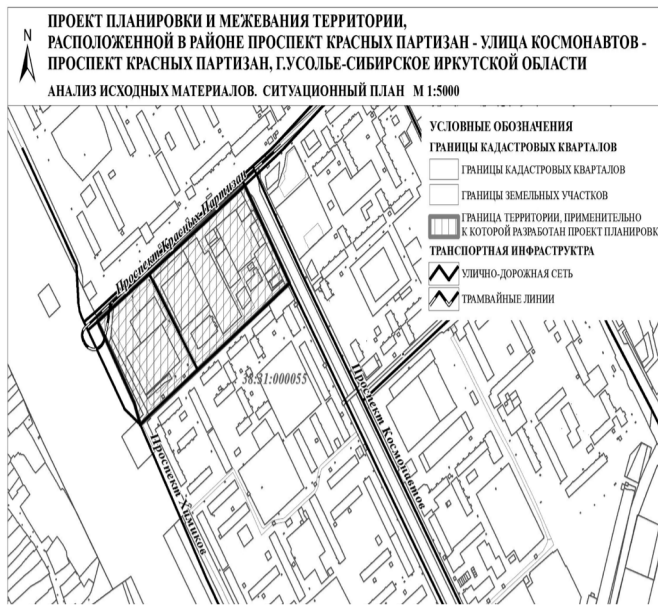 ПРОЕКТ ПЛАНИРОВКИ И МЕЖЕВАНИЯ ТЕРРИТОРИИ,
РАСПОЛОЖЕННОЙ В РАЙОНЕ ПРОСПЕКТ КРАСНЫХ ПАРТИЗАН - УЛИЦА КОСМОНАВТОВ -
ПРОСПЕКТ КРАСНЫХ ПАРТИЗАН, Г.УСОЛЬЕ-СИБИРСКОЕ ИРКУТСКОЙ ОБЛАСТИ
АНАЛИЗ ИСХОДНЫХ МАТЕРИАЛОВ. СИТУАЦИОННЫЙ ПЛАН М 1:5000
N
УСЛОВНЫЕ ОБОЗНАЧЕНИЯ
ГРАНИЦЫ КАДАСТРОВЫХ КВАРТАЛОВ
ГРАНИЦЫ КАДАСТРОВЫХ КВАРТАЛОВ
ГРАНИЦЫ ЗЕМЕЛЬНЫХ УЧАСТКОВ
ГРАНИЦА ТЕРРИТОРИИ, ПРИМЕНИТЕЛЬНО
К КОТОРОЙ РАЗРАБОТАН ПРОЕКТ ПЛАНИРОВК
ТРАНСПОРТНАЯ ИНФРАСТРУКТРА
УЛИЧНО-ДОРОЖНАЯ СЕТЬ
ТРАМВАЙНЫЕ ЛИНИИ
Проспект Красных Партизан
38:31:000055
Проспект Космонавтов
Проспект Химиков